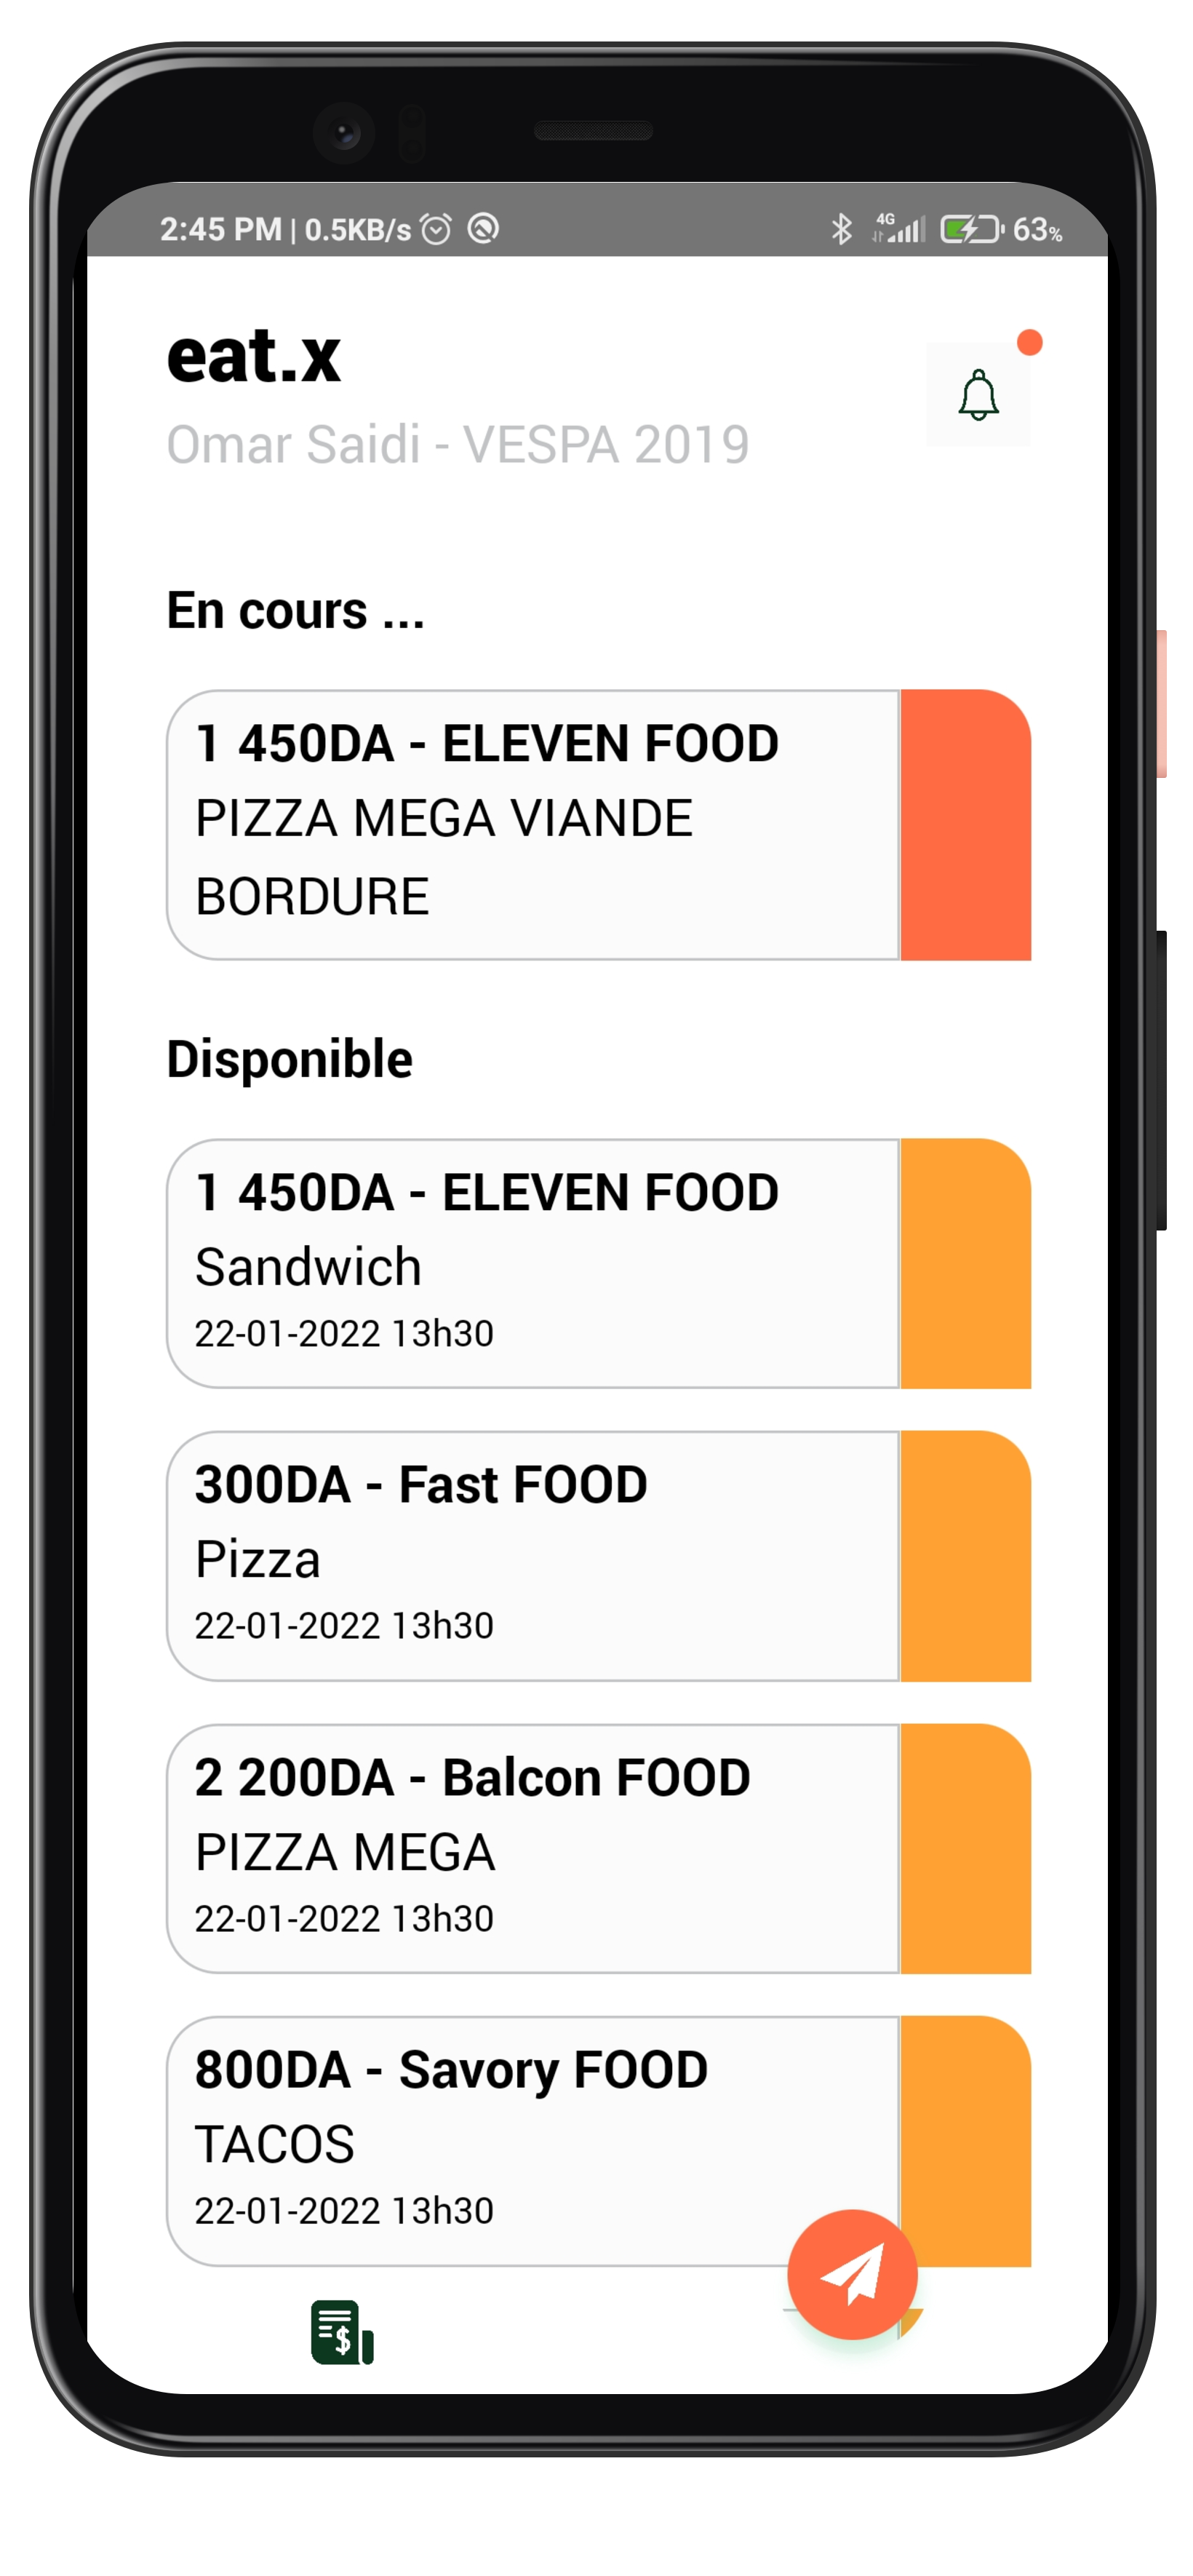 2:45 PM | 0.5KB/s
4G
63%
eat.x
Omar Saidi - VESPA 2019
En cours ...
1 450DA - ELEVEN FOOD
PIZZA MEGA VIANDE
BORDURE
Disponible
1 450DA - ELEVEN FOOD
Sandwich
22-01-2022 13h30
300DA - Fast FOOD
Pizza
22-01-2022 13h30
2 200DA - Balcon FOOD
PIZZA MEGA
22-01-2022 13h30
800DA - Savory FOOD
TACOS
22-01-2022 13h30
$